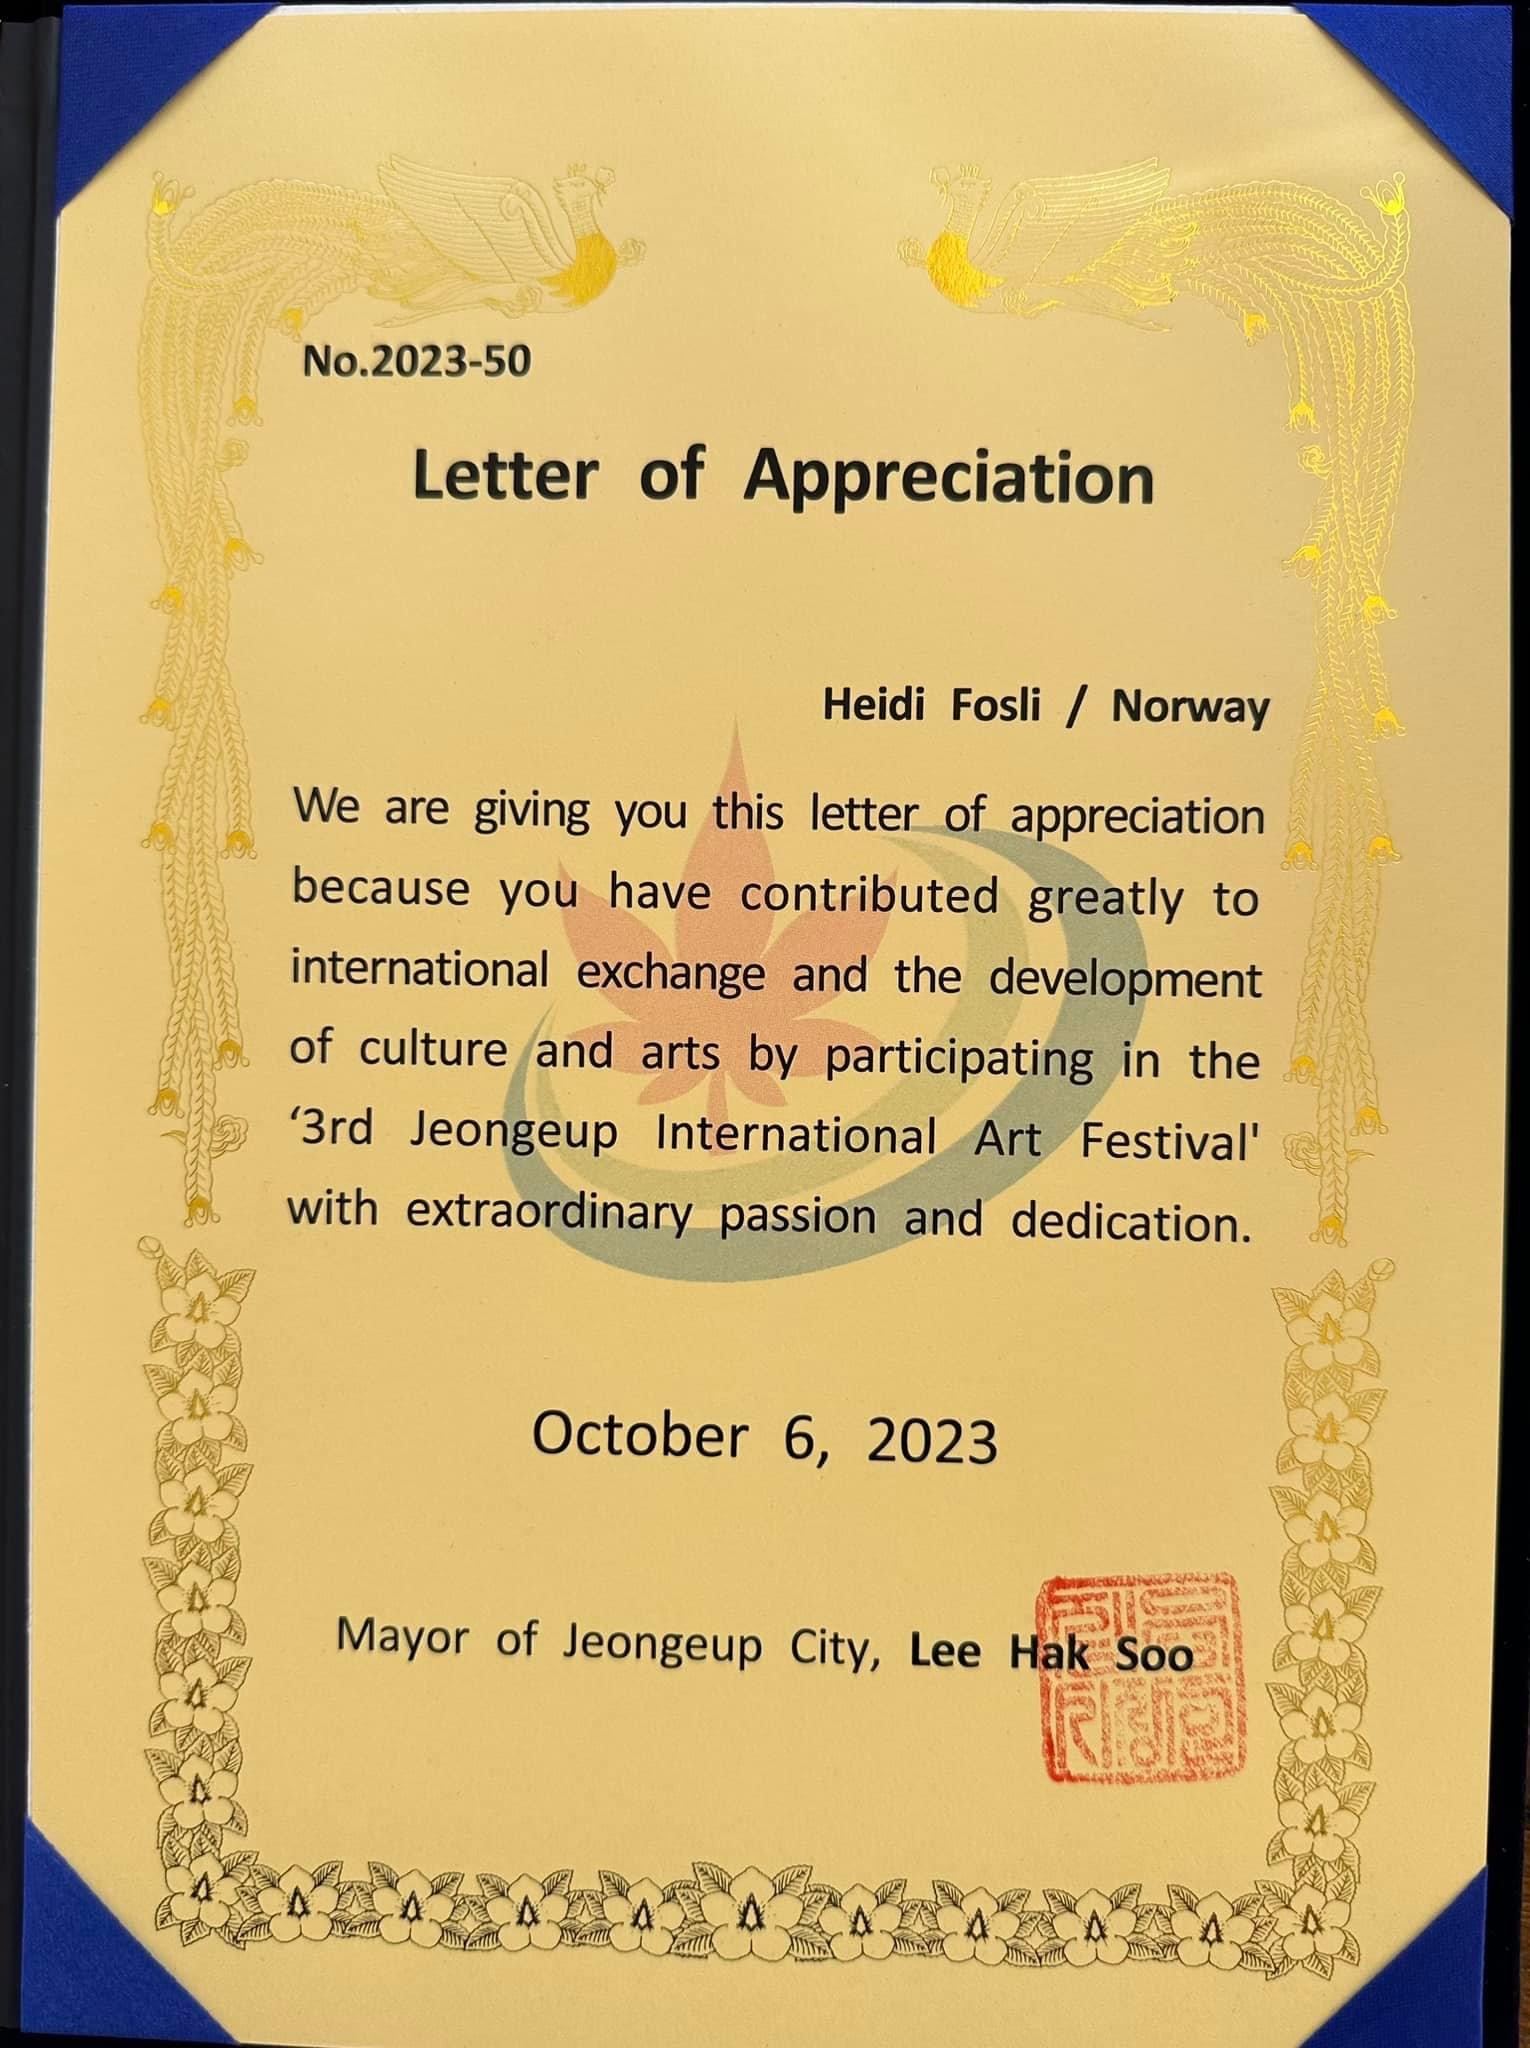 No.2023-50
Letter of Appreciation
Heidi Fosli / Norway
We are giving you this letter of appreciation
because you have contributed greatly to
international exchange and the development
of culture and arts by participating in the
‘3rd Jeongeup International Art Festival'
with extraordinary passion and dedication.
October 6, 2023
Mayor of Jeongeup City, Lee Hak Soo